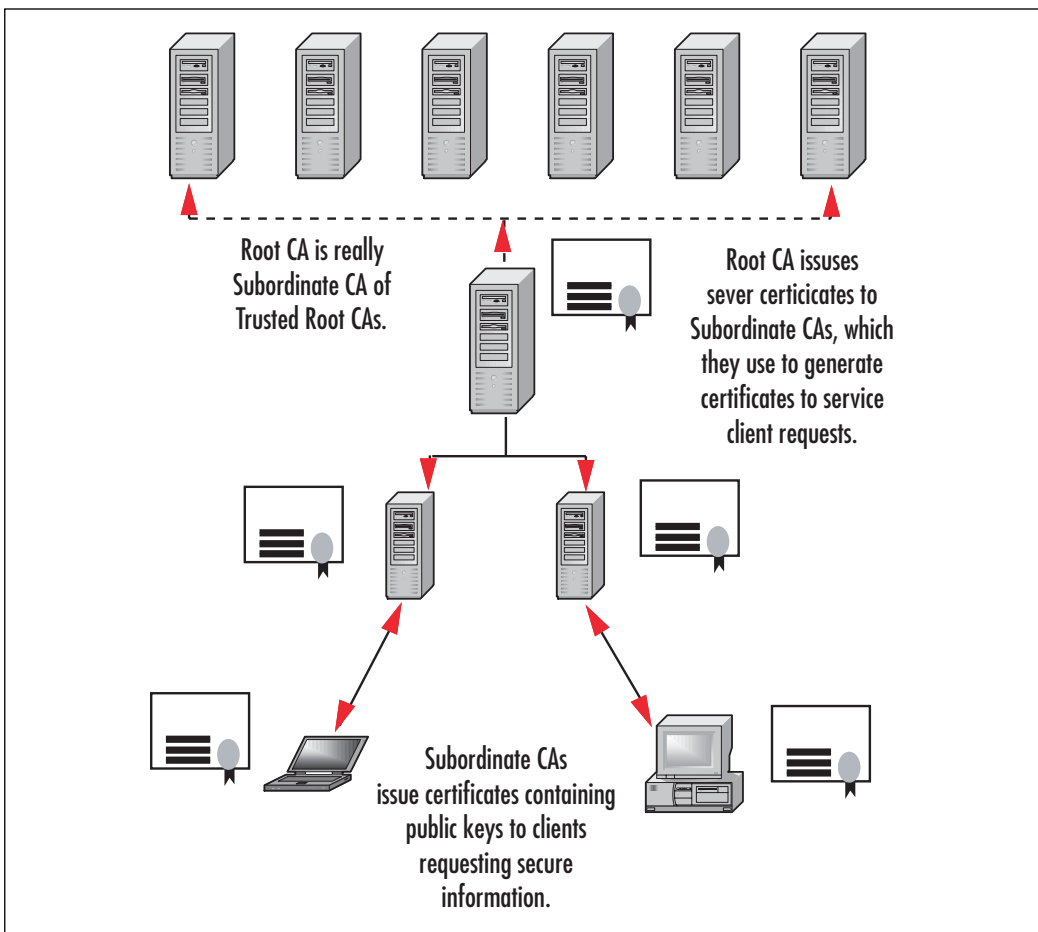 Root CA is really
Subordinate CA of
Trusted Root CAs.
Root CA issuses
sever certicicates to
Subordinate CAs, which
they use to generate
certificates to service
client requests.
Subordinate CAs
issue certificates containing
public keys to clients
requesting secure
information.